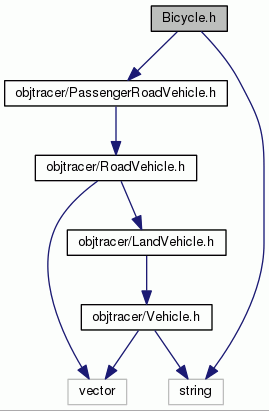 Bicycle.h
objtracer/PassengerRoadVehicle.h
objtracer/RoadVehicle.h
objtracer/LandVehicle.h
objtracer/Vehicle.h
vector
string